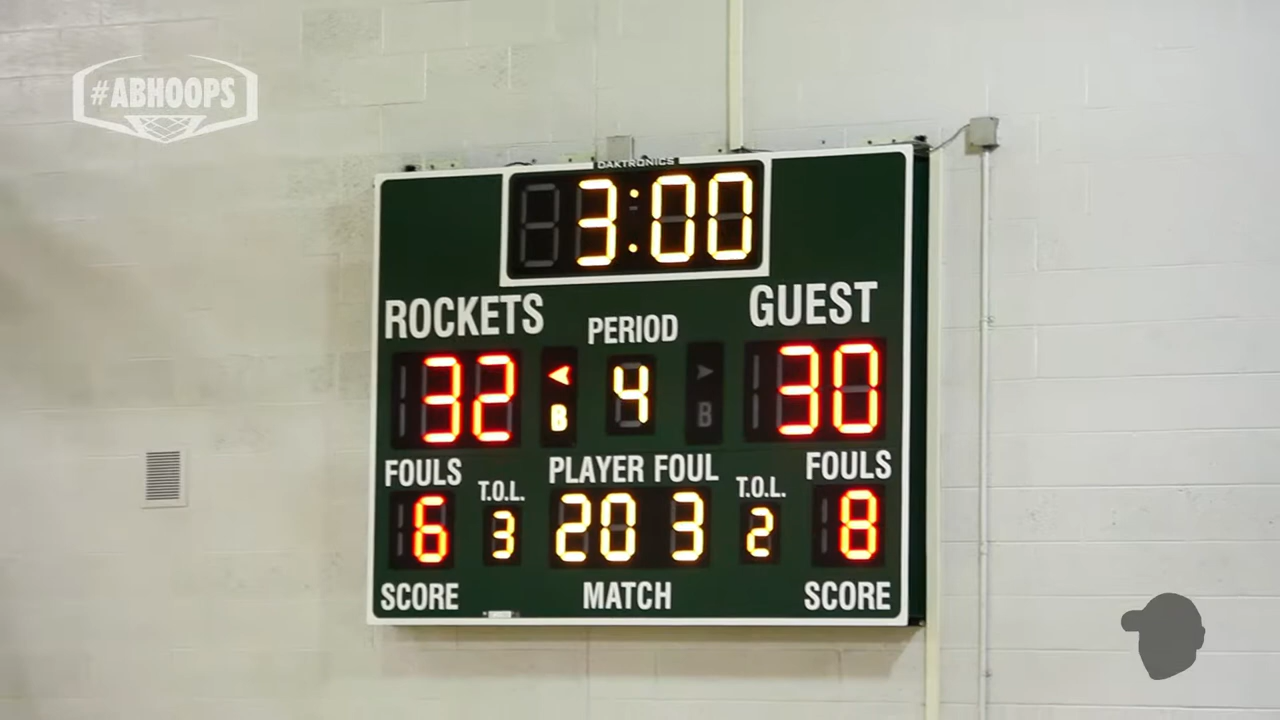 #ABHOOPS
DAKTRONICS
3:00
ROCKETS PERIOD GUEST
32 B 4 B 30
FOULS T.O.L. PLAYER FOUL T.O.L. FOULS
6 3 20 3 2 8
SCORE MATCH SCORE